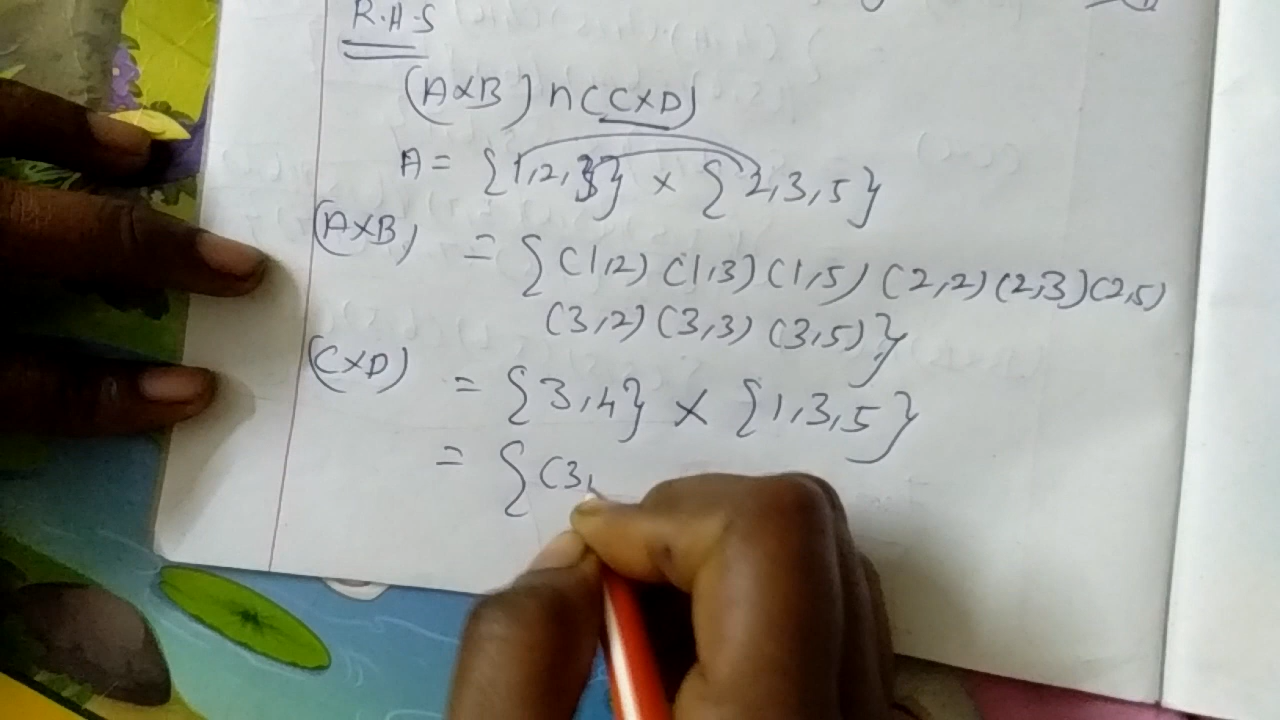 R.H.S
(A×B) n (C×D)
A = {1,2,3} × {2,3,5}
(A×B) = {(1,2) (1,3) (1,5) (2,2) (2,3) (2,5)
(3,2) (3,3) (3,5)}
(C×D) = {3,4} × {1,3,5}
= {(3,